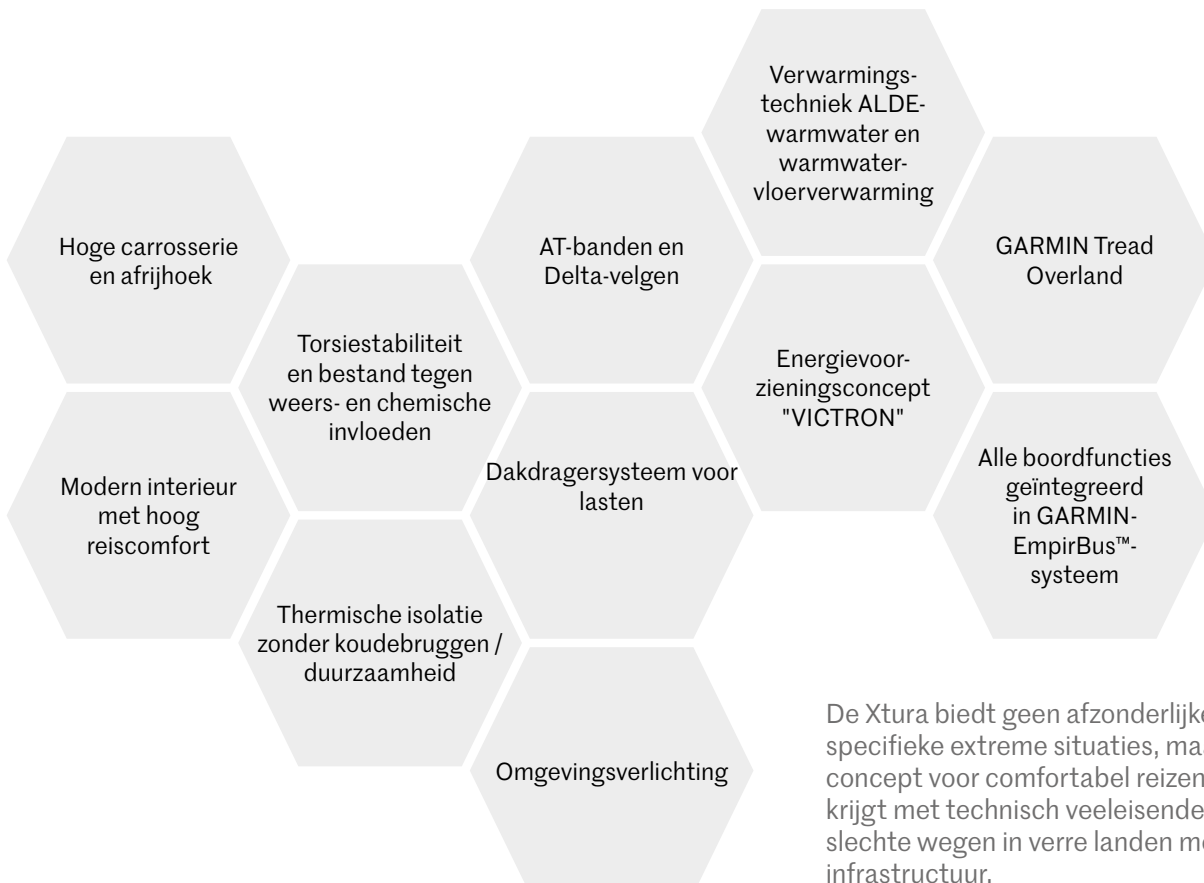 Verwarmings-
techniek ALDE-
warmwater en
warmwater-
vloerverwarming
Hoge carrosserie
en afrijhoek
AT-banden en
Delta-velgen
GARMIN Tread
Overland
Torsiestabiliteit
en bestand tegen
weers- en chemische
invloeden
Energievoor-
zieningsconcept
"VICTRON"
Modern interieur
met hoog
reiscomfort
Dakdragersysteem voor
lasten
Alle boordfuncties
geïntegreerd
in GARMIN-
EmpirBus™-
systeem
Thermische isolatie
zonder koudebruggen /
duurzaamheid
Omgevingsverlichting
De Xtura biedt geen afzonderlijke
specifieke extreme situaties,
concept voor comfortabel reizen
krijgt met technisch veeleisende
slechte wegen in verre landen
infrastructuur.